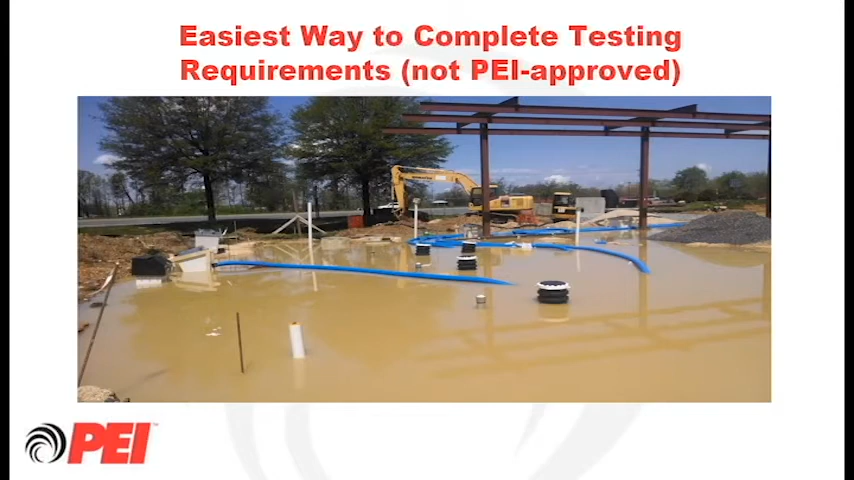 Easiest Way to Complete Testing
Requirements (not PEI-approved)
PEI